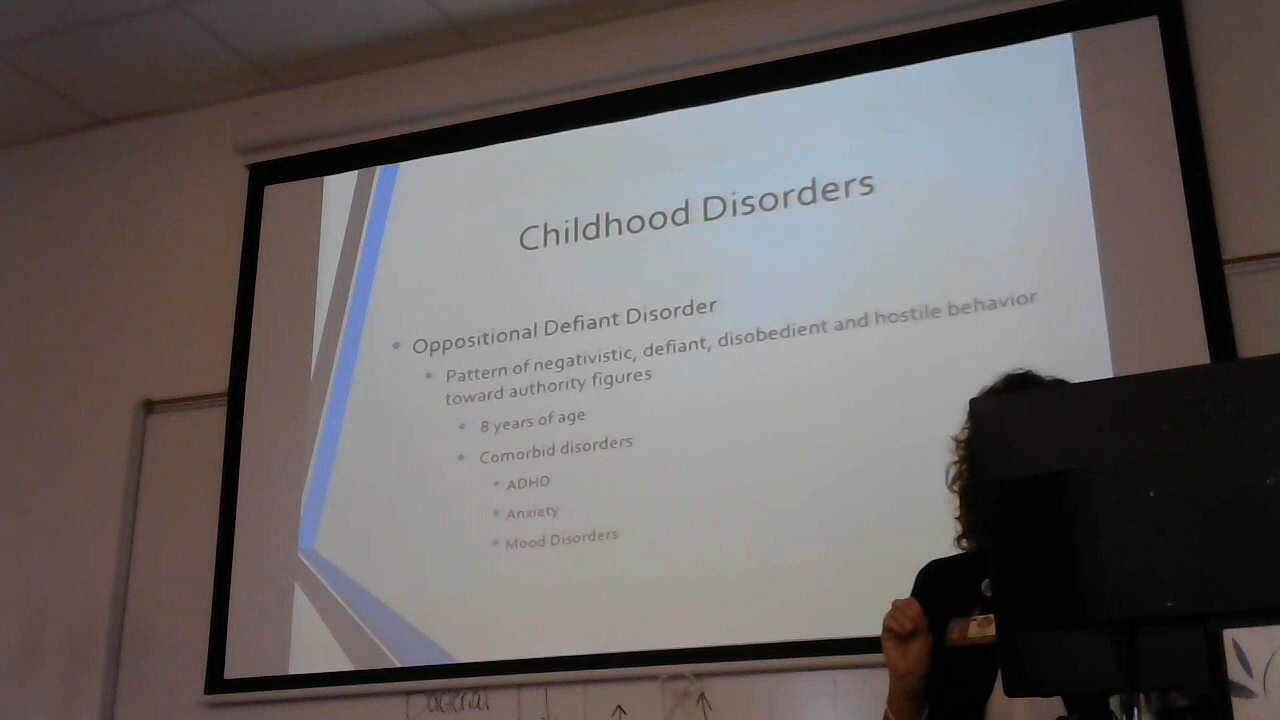 Childhood Disorders
Oppositional Defiant Disorder
Pattern of negativistic, defiant, disobedient and hostile behavior
toward authority figures
8 years of age
Comorbid disorders
ADHD
Anxiety
Mood Disorders